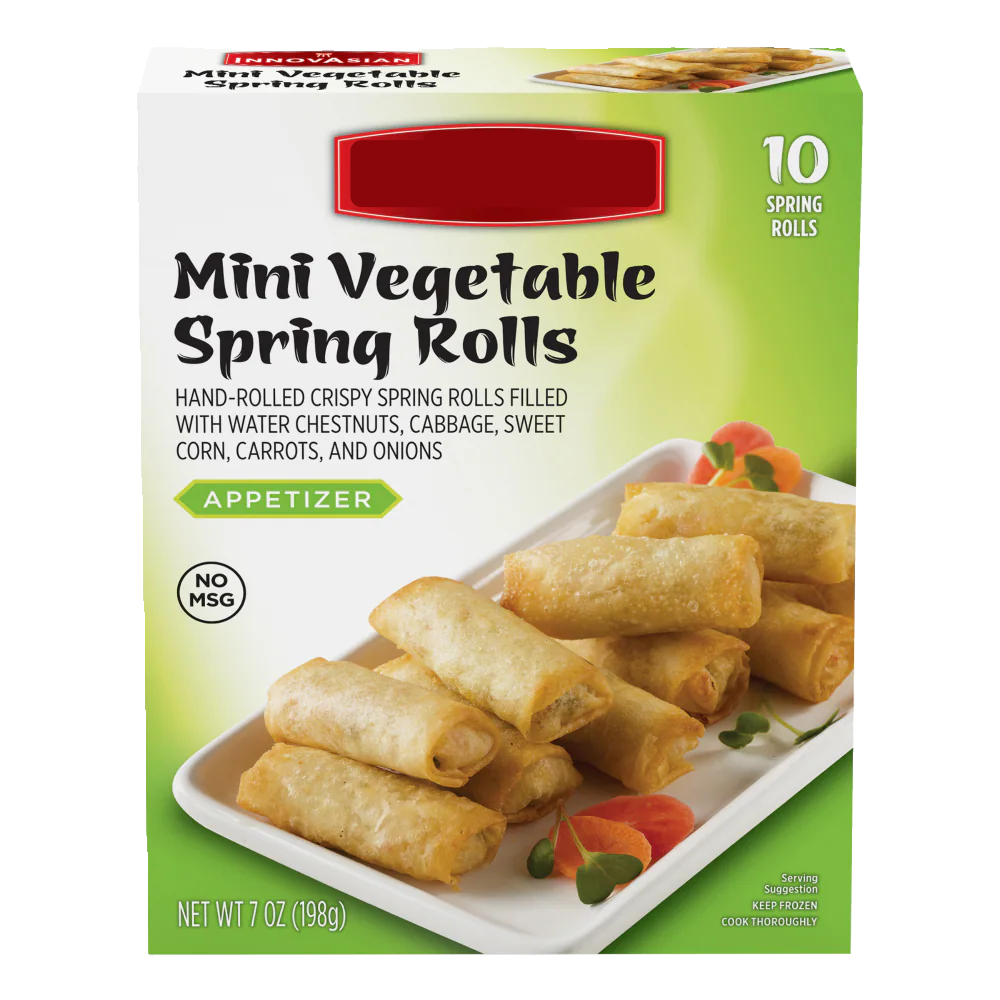 INNOVASIAN
Mini Vegetable
Spring Rolls
10
SPRING
ROLLS
Mini Vegetable
Spring Rolls
HAND-ROLLED CRISPY SPRING ROLLS FILLED
WITH WATER CHESTNUTS, CABBAGE, SWEET
CORN, CARROTS, AND ONIONS
APPETIZER
NO
MSG
Serving
Suggestion
KEEP FROZEN
COOK THOROUGHLY
NET WT 7 OZ (198g)